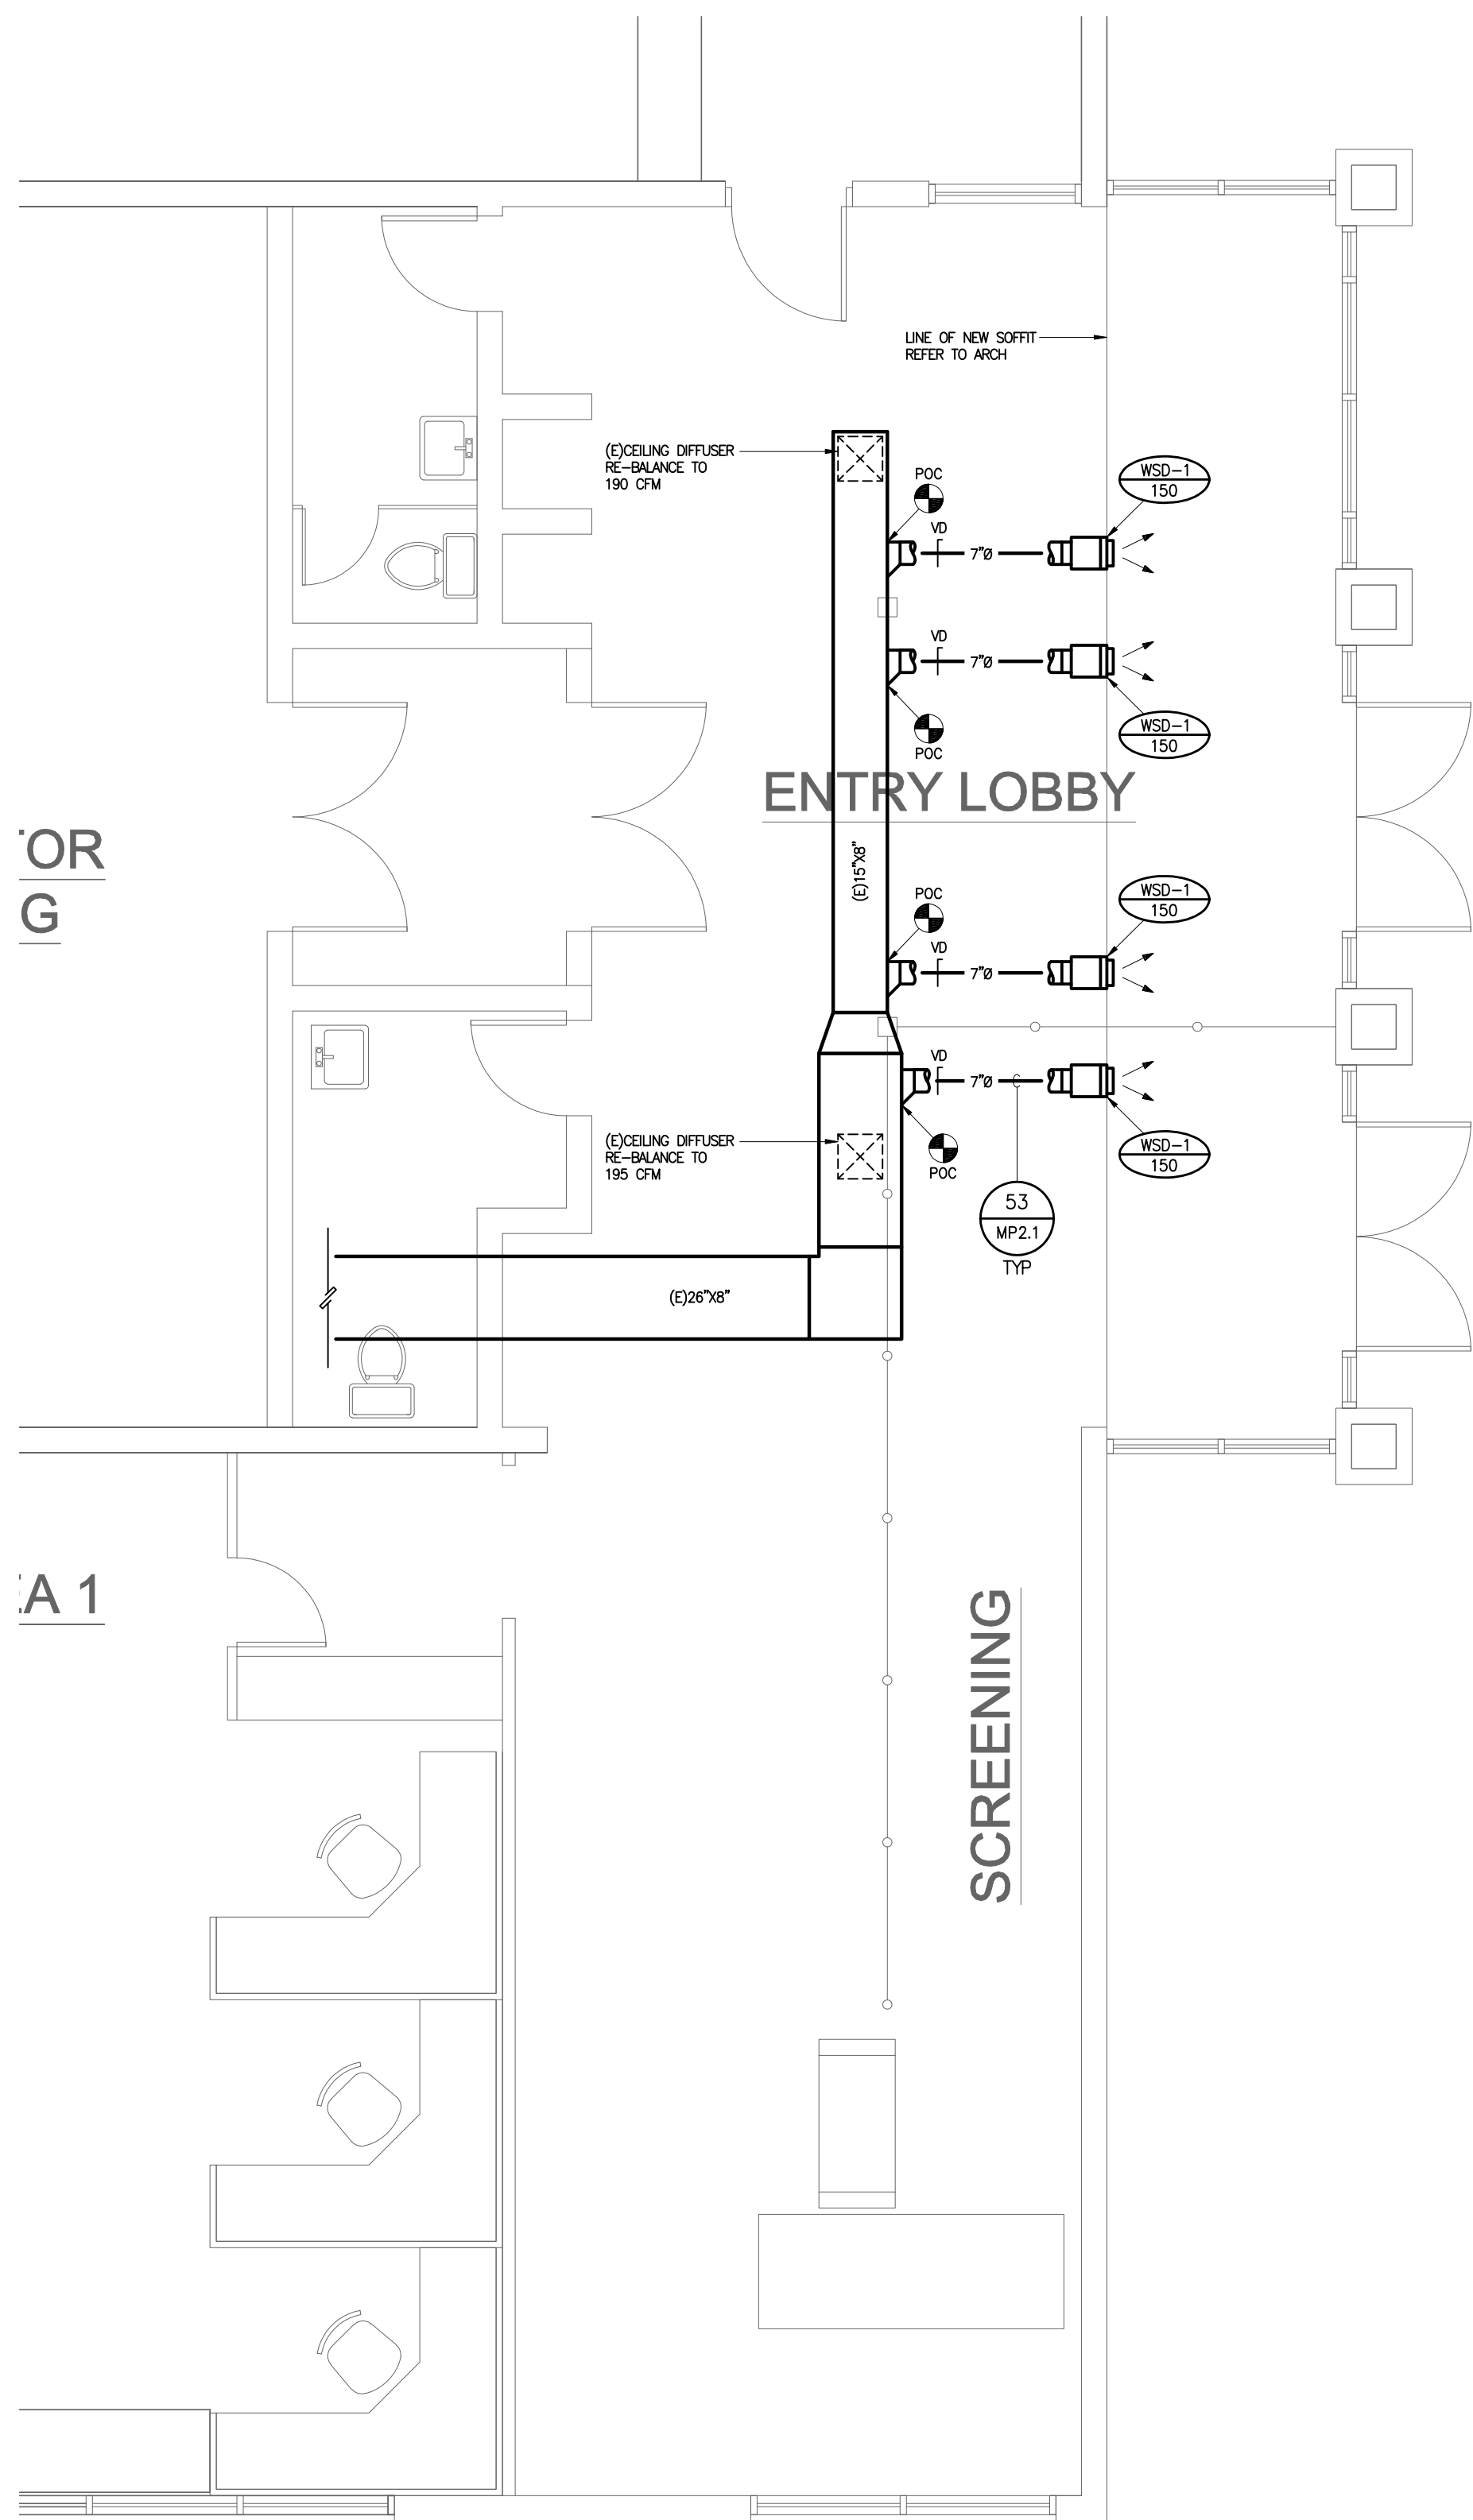 LINE OF NEW SOFFIT
REFER TO ARCH
(E)CEILING DIFFUSER
RE-BALANCE TO
190 CFM
POC
WSD-1
150
VD
7"Ø
VD
7"Ø
POC
WSD-1
150
ENTRY LOBBY
OR
G
(E)15"X8"
POC
WSD-1
150
VD
7"Ø
VD
7"Ø
(E)CEILING DIFFUSER
RE-BALANCE TO
195 CFM
POC
WSD-1
150
53
MP2.1
TYP
(E)26"X8"
A 1
SCREENING